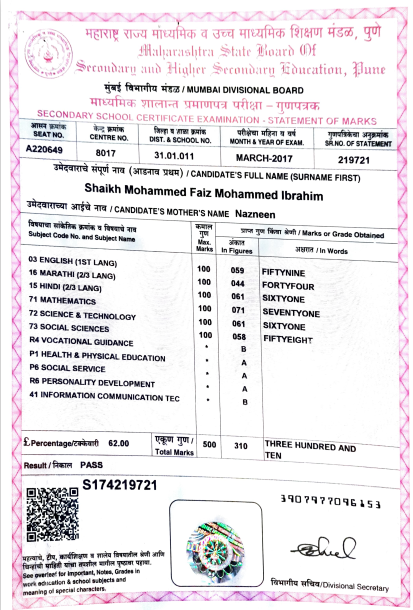 महाराष्ट्र राज्य माध्यमिक व उच्च माध्यमिक शिक्षण मंडळ, पुणे
Maharashtra State Board Of
Secondary and Higher Secondary Education, Pune
मुंबई विभागीय मंडळ / MUMBAI DIVISIONAL BOARD
माध्यमिक शालान्त प्रमाणपत्र परीक्षा - गुणपत्रक
SECONDARY SCHOOL CERTIFICATE EXAMINATION - STATEMENT OF MARKS
आसन क्रमांक केन्द्र क्रमांक जिल्हा व शाळा क्रमांक परीक्षेचा महिना व वर्ष गुणपत्रिकेचा अनुक्रमांक
SEAT NO. CENTRE NO. DIST. & SCHOOL NO. MONTH & YEAR OF EXAM. SR.NO. OF STATEMENT
A220649 8017 31.01.011 MARCH-2017 219721
उमेदवाराचे संपूर्ण नाव (आडनाव प्रथम) / CANDIDATE'S FULL NAME (SURNAME FIRST)
Shaikh Mohammed Faiz Mohammed Ibrahim
उमेदवाराच्या आईचे नाव / CANDIDATE'S MOTHER'S NAME Nazneen
विषयाचा सांकेतिक क्रमांक व विषयाचे नाव कमाल गुण प्राप्त गुण किंवा श्रेणी / Marks or Grade Obtained
Subject Code No. and Subject Name Max. Marks अंकात In Figures अक्षरात / In Words
03 ENGLISH (1ST LANG) 100 059 FIFTYNINE
16 MARATHI (2/3 LANG) 100 044 FORTYFOUR
15 HINDI (2/3 LANG) 100 061 SIXTYONE
71 MATHEMATICS 100 071 SEVENTYONE
72 SCIENCE & TECHNOLOGY 100 061 SIXTYONE
73 SOCIAL SCIENCES 100 058 FIFTYEIGHT
R4 VOCATIONAL GUIDANCE * B
P1 HEALTH & PHYSICAL EDUCATION * A
P6 SOCIAL SERVICE * A
R6 PERSONALITY DEVELOPMENT * A
41 INFORMATION COMMUNICATION TEC * B
£ Percentage/टक्केवारी 62.00 एकूण गुण / Total Marks 500 310 THREE HUNDRED AND
TEN
Result / निकाल PASS
S174219721
3907977096153
महत्वाचे, टीप, कार्यशिक्षण व शालेय विषयातील श्रेणी आणि
चिन्हांची माहिती यांचा तपशील मागील पृष्ठावर पहावा.
See overleaf for important, Notes, Grades in
work education & school subjects and
meaning of special characters.
विभागीय सचिव/Divisional Secretary